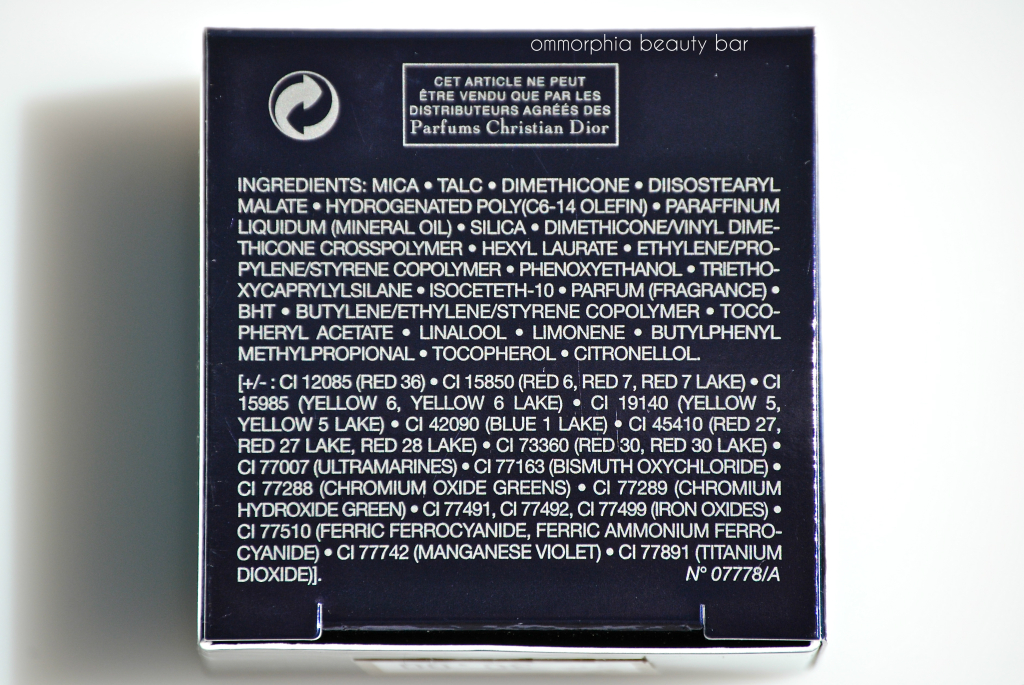 ommorphia beauty bar
CET ARTICLE NE PEUT
ÊTRE VENDU QUE PAR LES
DISTRIBUTEURS AGRÉÉS DES
Parfums Christian Dior
INGREDIENTS: MICA • TALC • DIMETHICONE • DIISOSTEARYL
MALATE • HYDROGENATED POLY(C6-14 OLEFIN) • PARAFFINUM
LIQUIDUM (MINERAL OIL) • SILICA • DIMETHICONE/VINYL DIME-
THICONE CROSSPOLYMER • HEXYL LAURATE • ETHYLENE/PRO-
PYLENE/STYRENE COPOLYMER • PHENOXYETHANOL • TRIETHO-
XYCAPRYLYLSILANE • ISOCETETH-10 • PARFUM (FRAGRANCE) •
BHT • BUTYLENE/ETHYLENE/STYRENE COPOLYMER • TOCO-
PHERYL ACETATE • LINALOOL • LIMONENE • BUTYLPHENYL
METHYLPROPIONAL • TOCOPHEROL • CITRONELLOL.
[+/- : CI 12085 (RED 36) • CI 15850 (RED 6, RED 7, RED 7 LAKE) • CI
15985 (YELLOW 6, YELLOW 6 LAKE) • CI 19140 (YELLOW 5,
YELLOW 5 LAKE) • CI 42090 (BLUE 1 LAKE) • CI 45410 (RED 27,
RED 27 LAKE, RED 28 LAKE) • CI 73360 (RED 30, RED 30 LAKE) •
CI 77007 (ULTRAMARINES) • CI 77163 (BISMUTH OXYCHLORIDE) •
CI 77288 (CHROMIUM OXIDE GREENS) • CI 77289 (CHROMIUM
HYDROXIDE GREEN) • CI 77491, CI 77492, CI 77499 (IRON OXIDES) •
CI 77510 (FERRIC FERROCYANIDE, FERRIC AMMONIUM FERRO-
CYANIDE) • CI 77742 (MANGANESE VIOLET) • CI 77891 (TITANIUM
DIOXIDE)]. N° 07778/A